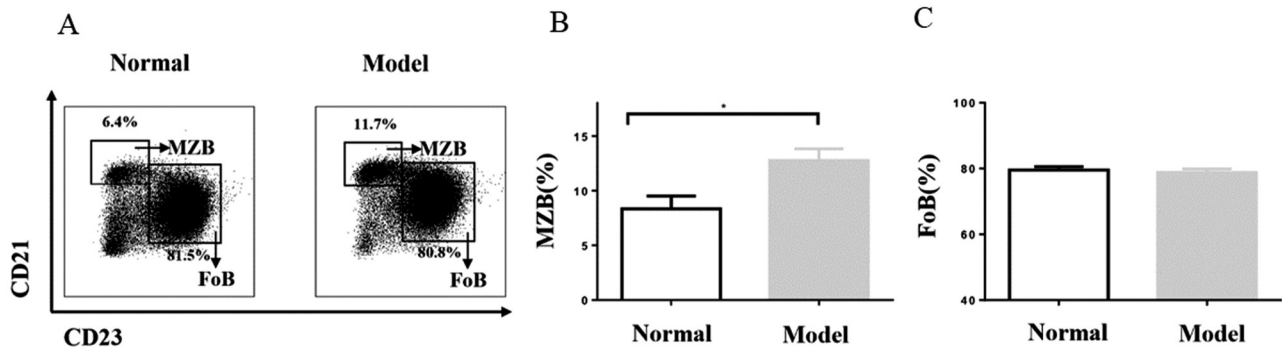 A
Normal
Model
6.4%
MZB
81.5%
FoB
11.7%
MZB
80.8%
FoB
CD21
CD23
B
*
MZB(%)
15
10
5
0
Normal
Model
C
FoB(%)
100
80
60
40
Normal
Model